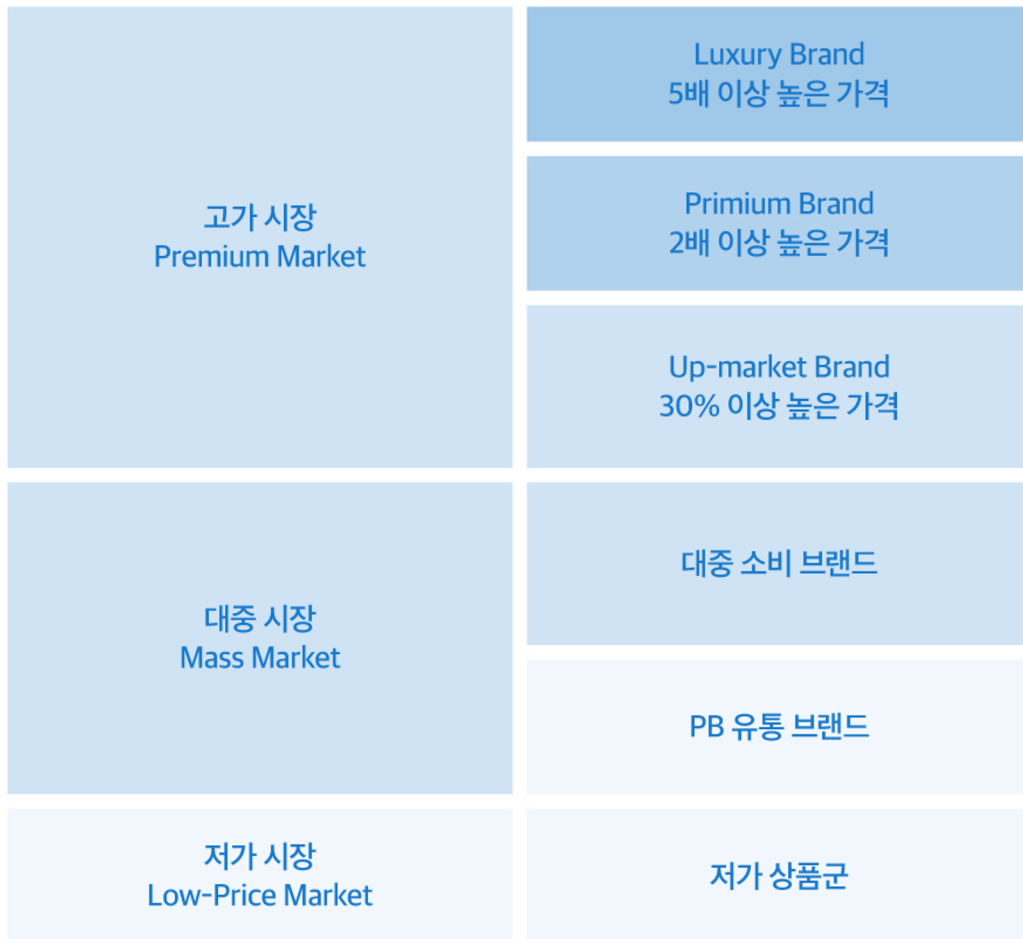 고가 시장
Premium Market
Luxury Brand
5배 이상 높은 가격
Primium Brand
2배 이상 높은 가격
Up-market Brand
30% 이상 높은 가격
대중 시장
Mass Market
대중 소비 브랜드
PB 유통 브랜드
저가 시장
Low-Price Market
저가 상품군